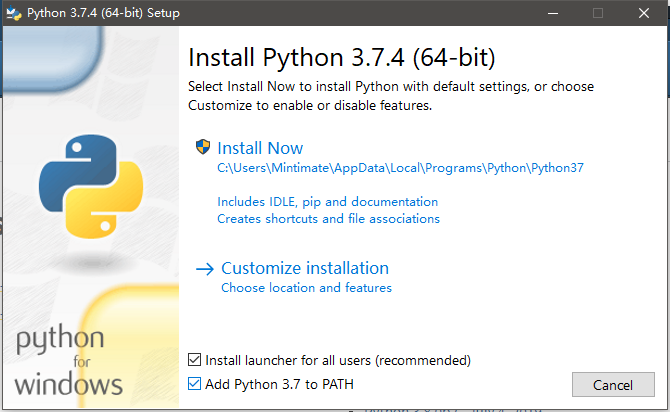 Python 3.7.4 (64-bit) Setup
Install Python 3.7.4 (64-bit)
Select Install Now to install Python with default settings, or choose
Customize to enable or disable features.
Install Now
C:\Users\Mintimate\AppData\Local\Programs\Python\Python37
Includes IDLE, pip and documentation
Creates shortcuts and file associations
Customize installation
Choose location and features
python
for
windows
Install launcher for all users (recommended)
Add Python 3.7 to PATH
Cancel